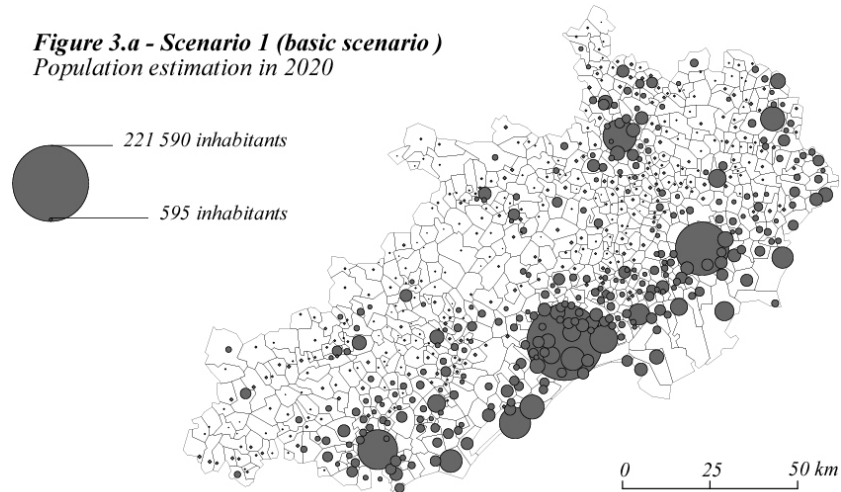 Figure 3.a - Scenario 1 (basic scenario )
Population estimation in 2020
221 590 inhabitants
595 inhabitants
0 25 50 km